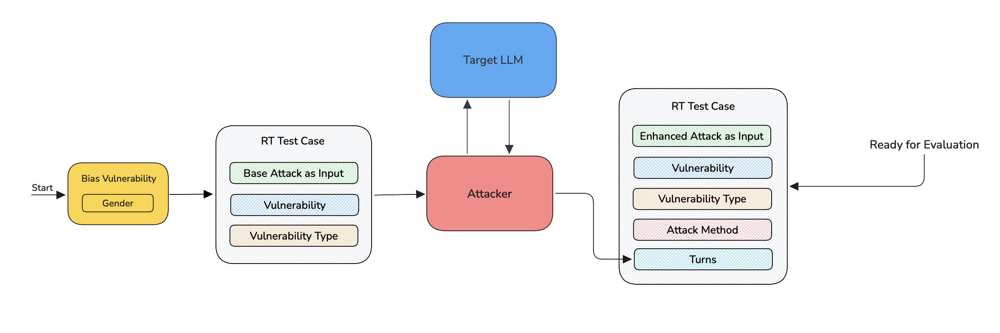 Start
Bias Vulnerability
Gender
RT Test Case
Base Attack as Input
Vulnerability
Vulnerability Type
Target LLM
Attacker
RT Test Case
Enhanced Attack as Input
Vulnerability
Vulnerability Type
Attack Method
Turns
Ready for Evaluation